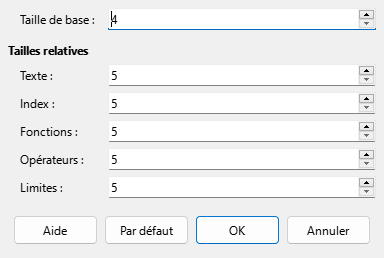 Taille de base : 4
Tailles relatives
Texte : 5
Index : 5
Fonctions : 5
Opérateurs : 5
Limites : 5
Aide Par défaut OK Annuler